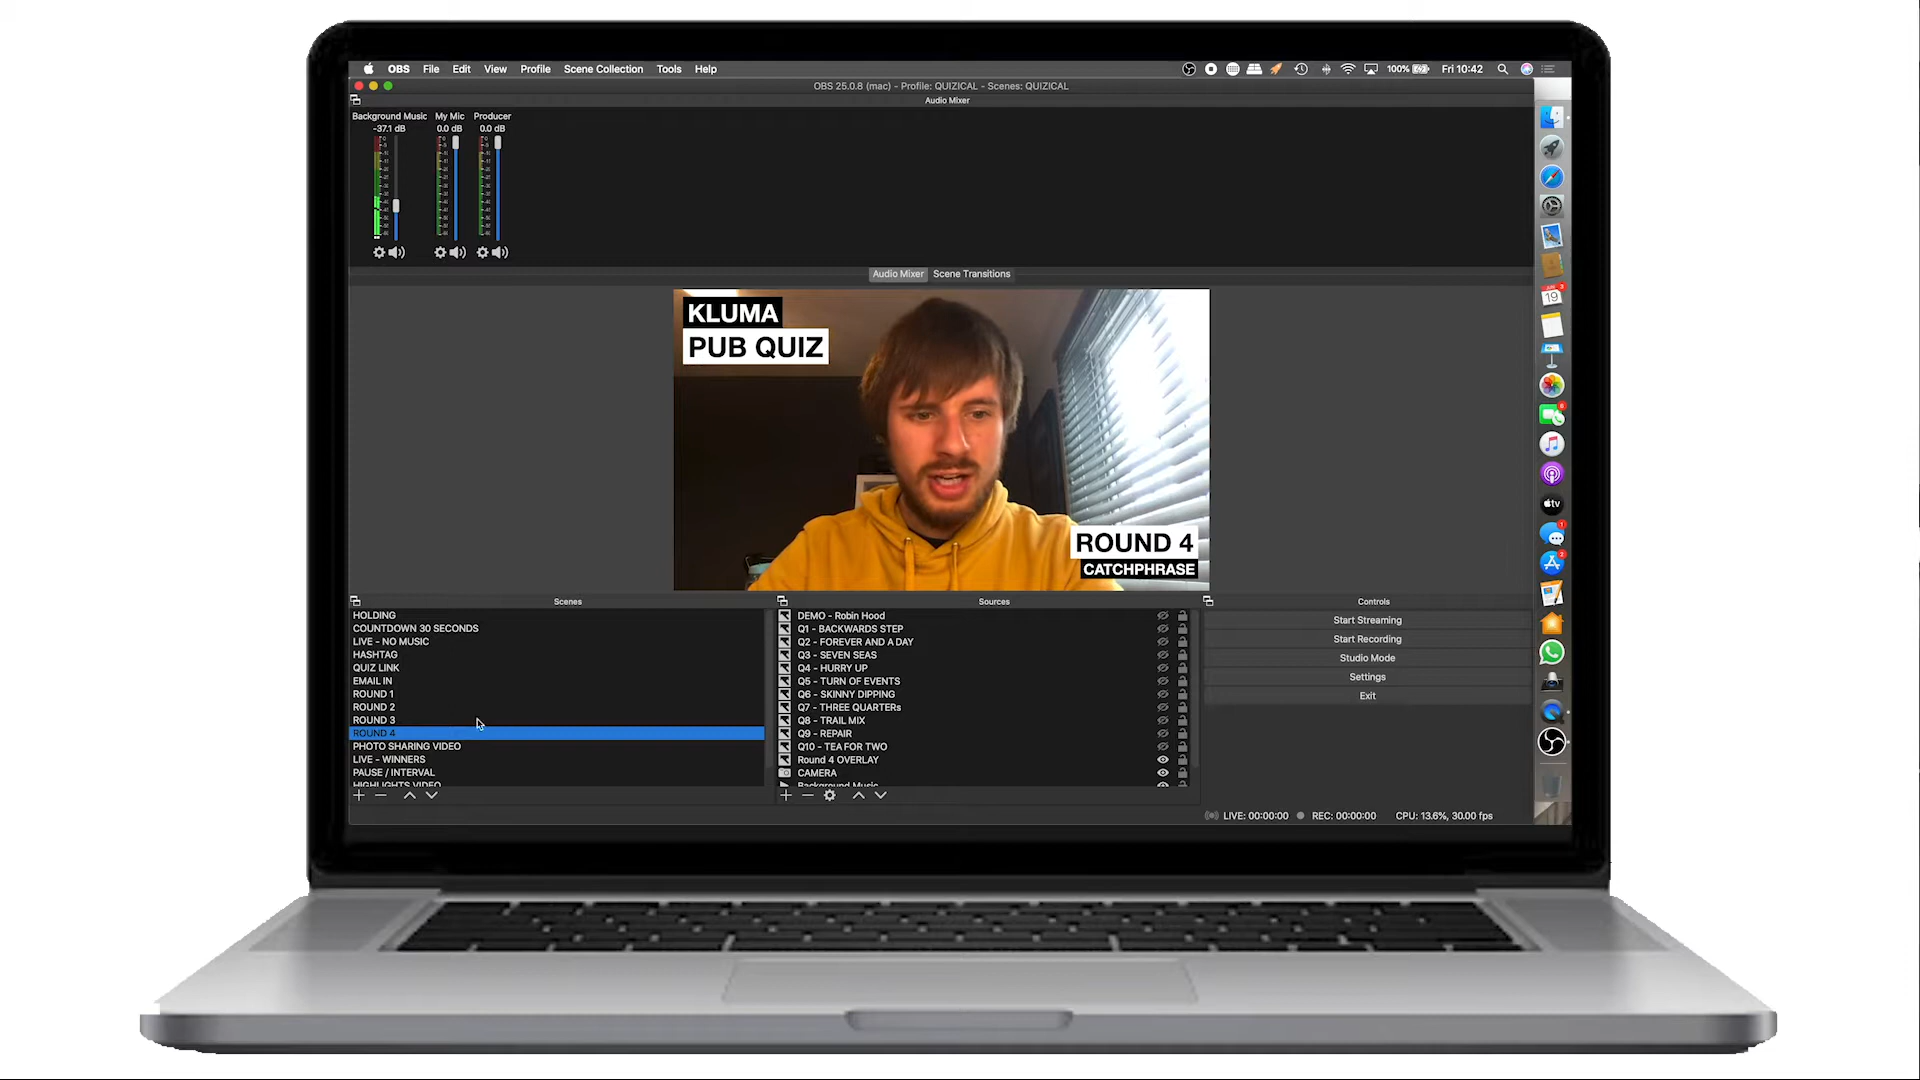 OBS File Edit View Profile Scene Collection Tools Help 100% Fri 10:42
OBS 25.0.8 (mac) - Profile: QUIZICAL - Scenes: QUIZICAL
Audio Mixer
Background Music My Mic Producer
-37.1 dB 0.0 dB 0.0 dB
Audio Mixer Scene Transitions
KLUMA
PUB QUIZ
ROUND 4
CATCHPHRASE
Scenes
HOLDING
COUNTDOWN 30 SECONDS
LIVE - NO MUSIC
HASHTAG
QUIZ LINK
EMAIL IN
ROUND 1
ROUND 2
ROUND 3
ROUND 4
PHOTO SHARING VIDEO
LIVE - WINNERS
PAUSE / INTERVAL
HIGHLIGHTS VIDEO
Sources
DEMO - Robin Hood
Q1 - BACKWARDS STEP
Q2 - FOREVER AND A DAY
Q3 - SEVEN SEAS
Q4 - HURRY UP
Q5 - TURN OF EVENTS
Q6 - SKINNY DIPPING
Q7 - THREE QUARTERs
Q8 - TRAIL MIX
Q9 - REPAIR
Q10 - TEA FOR TWO
Round 4 OVERLAY
CAMERA
Background Music
Controls
Start Streaming
Start Recording
Studio Mode
Settings
Exit
LIVE: 00:00:00 REC: 00:00:00 CPU: 13.6%, 30.00 fps
19
tv